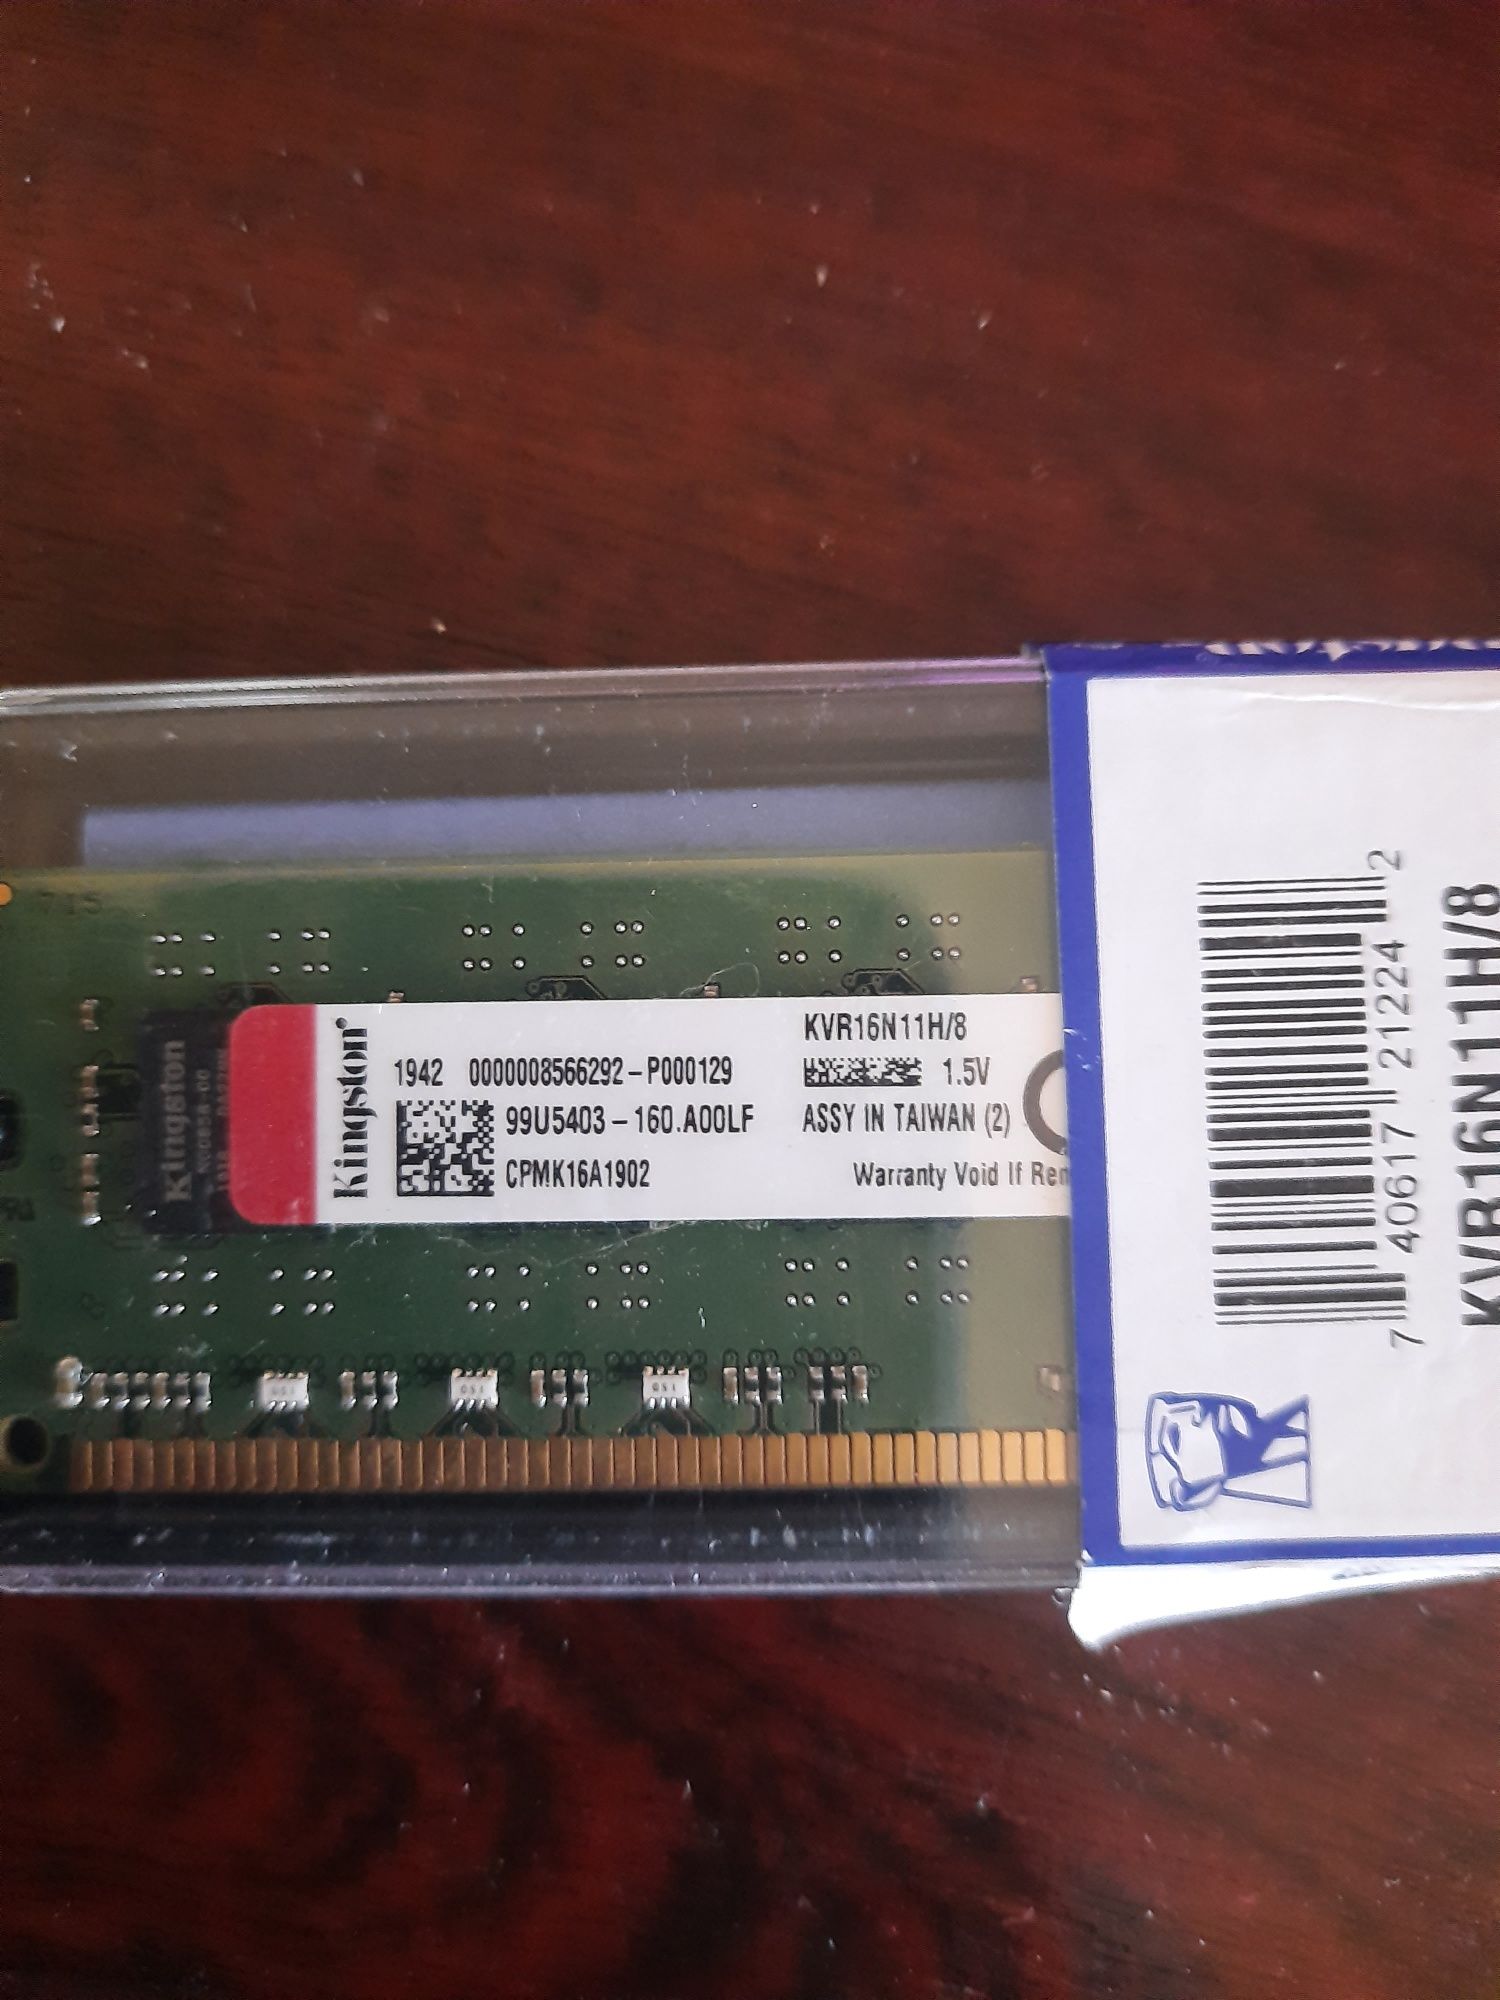 Kingston
KVR16N11H/8
1942 0000008566292-P000129
1.5V
99U5403-160.A00LF
ASSY IN TAIWAN (2)
CPMK16A1902
Warranty Void If Rem
Kingston
7 40617 21224 2
KVR16N11H/8